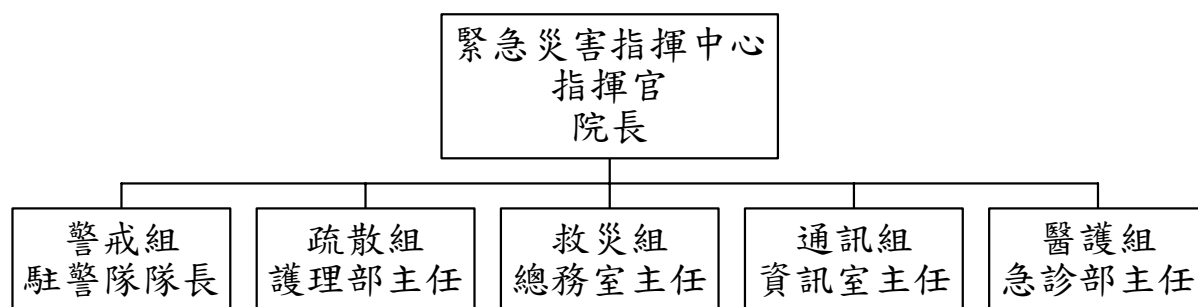 緊急災害指揮中心
指揮官
院長
警戒組
駐警隊隊長
疏散組
護理部主任
救災組
總務室主任
通訊組
資訊室主任
醫護組
急診部主任